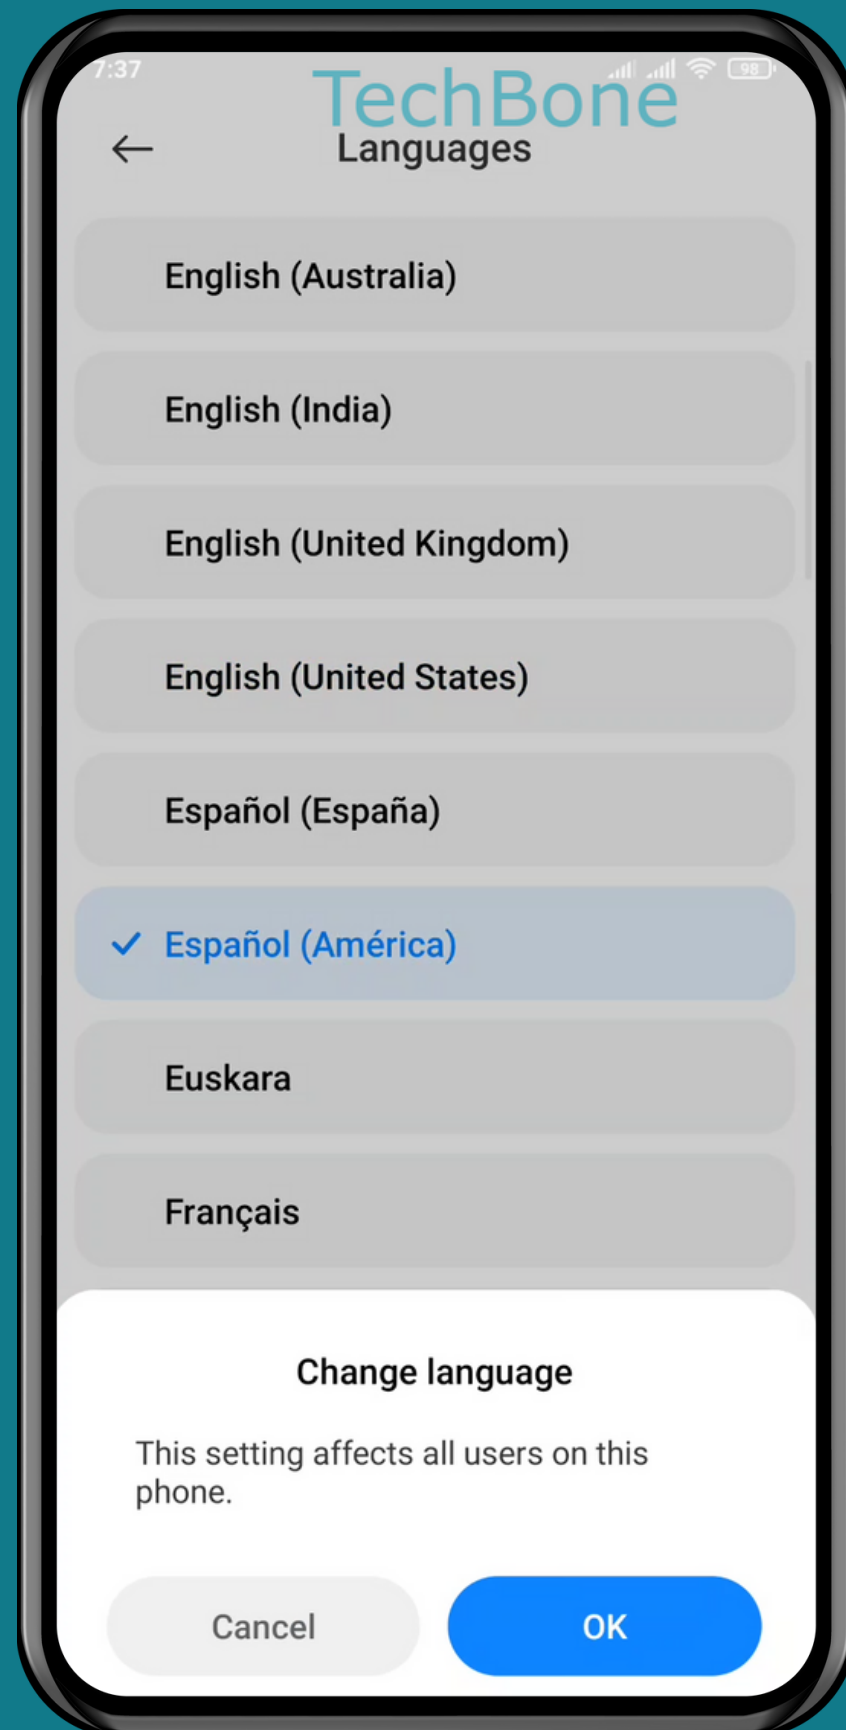 7:37
98
TechBone
Languages
English (Australia)
English (India)
English (United Kingdom)
English (United States)
Español (España)
Español (América)
Euskara
Français
Change language
This setting affects all users on this
phone.
Cancel
OK